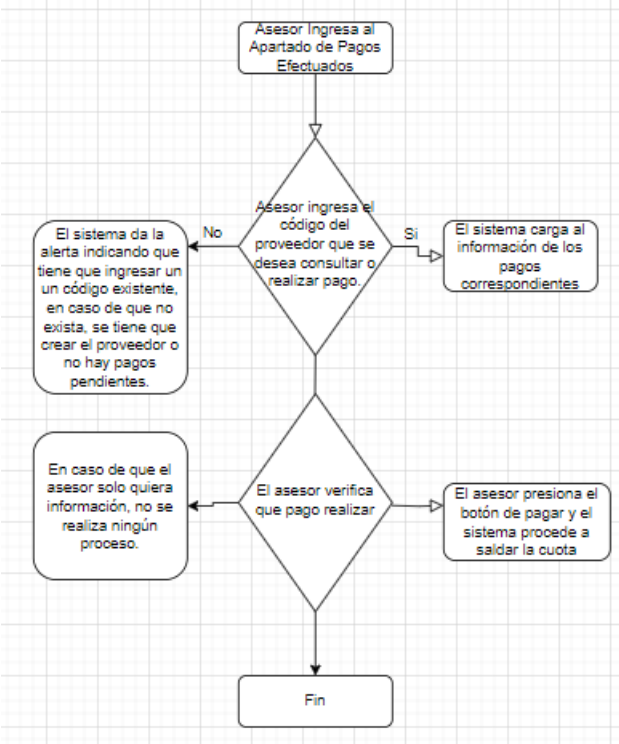 Asesor Ingresa al
Apartado de Pagos
Efectuados
Asesor ingresa el
código del
proveedor que se
desea consultar o
realizar pago.
No
Si
El sistema da la
alerta indicando que
tiene que ingresar un
un código existente,
en caso de que no
exista, se tiene que
crear el proveedor o
no hay pagos
pendientes.
El sistema carga al
información de los
pagos
correspondientes
En caso de que el
asesor solo quiera
información, no se
realiza ningún
proceso.
El asesor verifica
que pago realizar
El asesor presiona el
botón de pagar y el
sistema procede a
saldar la cuota
Fin